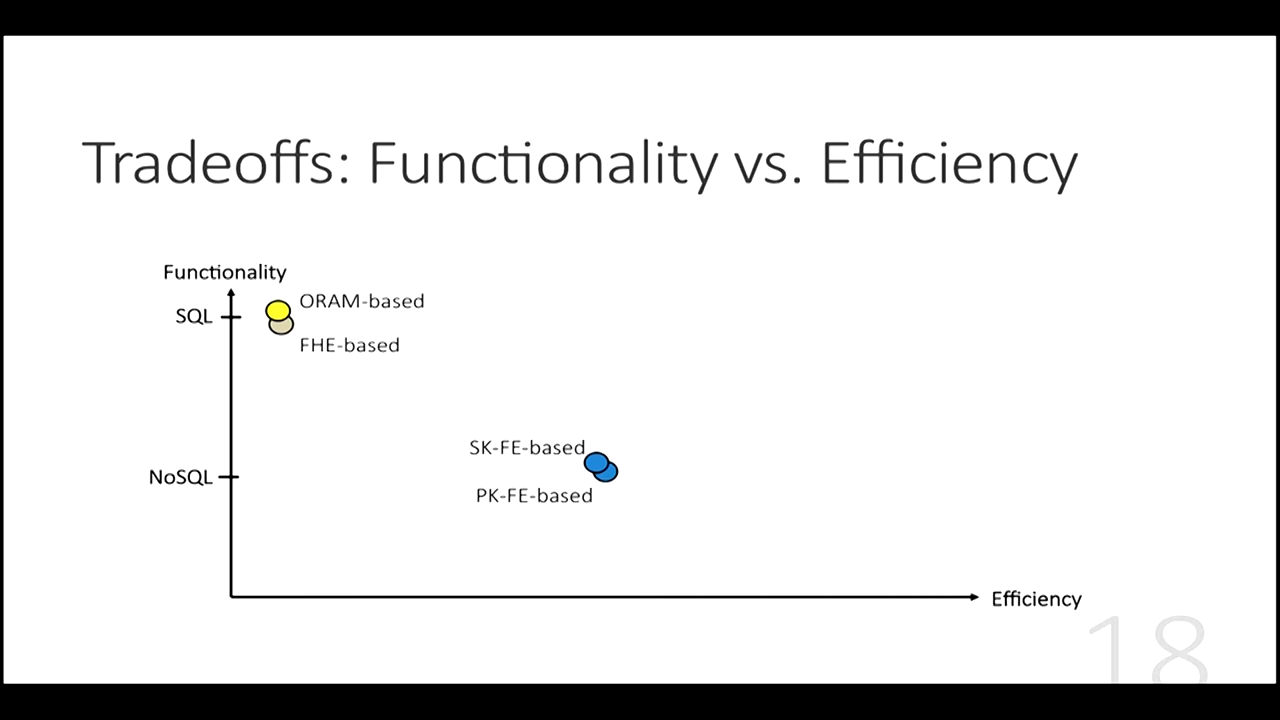 Tradeoffs: Functionality vs. Efficiency
Functionality
ORAM-based
SQL
FHE-based
SK-FE-based
NoSQL
PK-FE-based
Efficiency
18